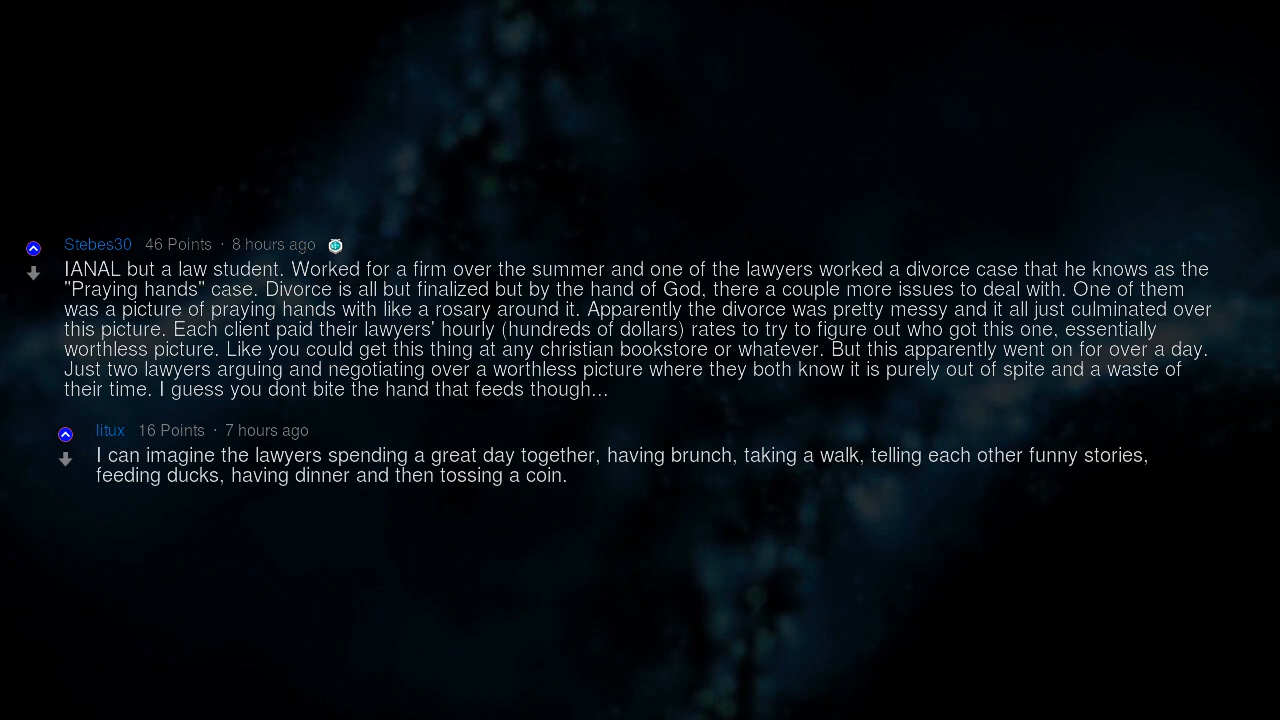 Stebes30 46 Points · 8 hours ago
IANAL but a law student. Worked for a firm over the summer and one of the lawyers worked a divorce case that he knows as the
"Praying hands" case. Divorce is all but finalized but by the hand of God, there a couple more issues to deal with. One of them
was a picture of praying hands with like a rosary around it. Apparently the divorce was pretty messy and it all just culminated over
this picture. Each client paid their lawyers' hourly (hundreds of dollars) rates to try to figure out who got this one, essentially
worthless picture. Like you could get this thing at any christian bookstore or whatever. But this apparently went on for over a day.
Just two lawyers arguing and negotiating over a worthless picture where they both know it is purely out of spite and a waste of
their time. I guess you dont bite the hand that feeds though...
litux 16 Points · 7 hours ago
I can imagine the lawyers spending a great day together, having brunch, taking a walk, telling each other funny stories,
feeding ducks, having dinner and then tossing a coin.